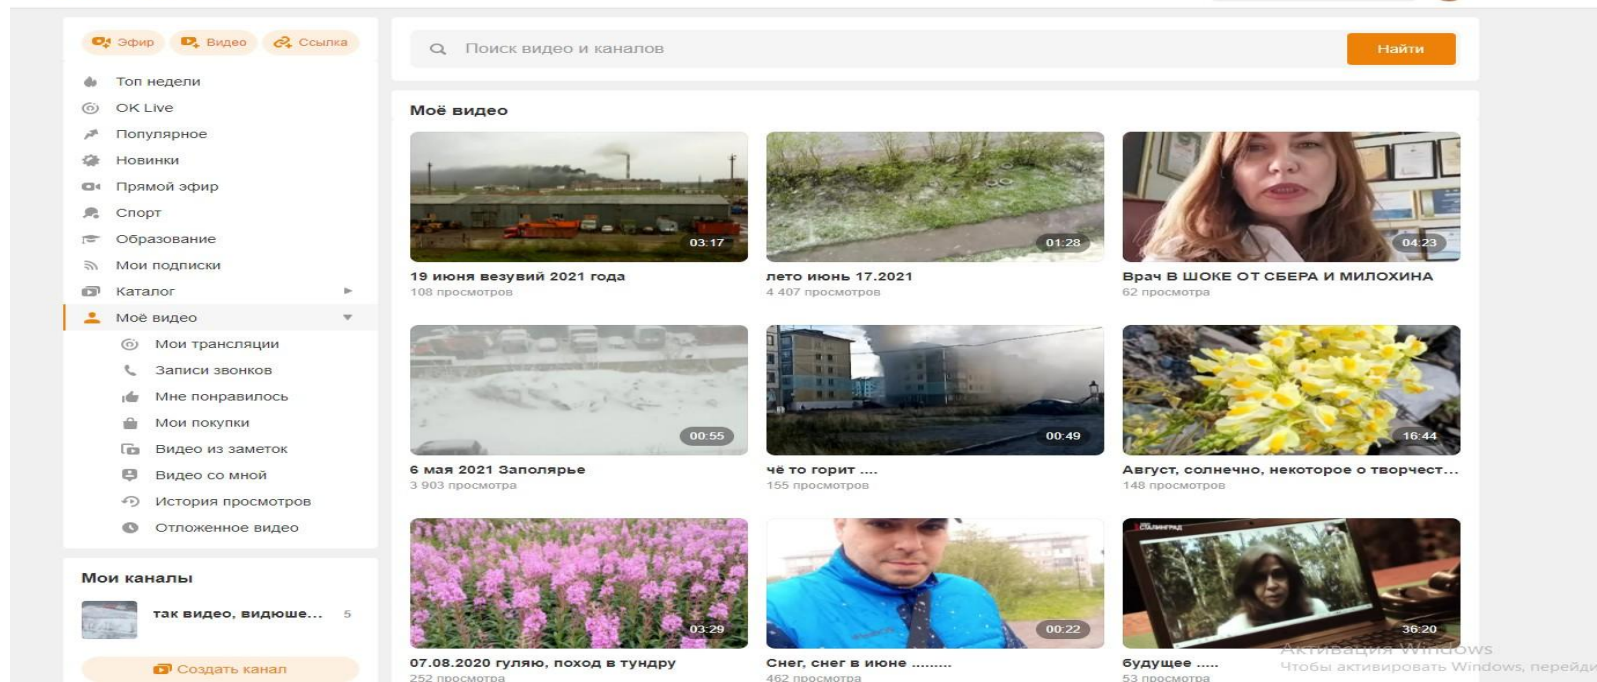 Эфир
Видео
Ссылка
Топ недели
OK Live
Популярное
Новинки
Прямой эфир
Спорт
Образование
Мои подписки
Каталог
Моё видео
Мои трансляции
Записи звонков
Мне понравилось
Мои покупки
Видео из заметок
Видео со мной
История просмотров
Отложенное видео
Мои каналы
так видео, видюше... 5
Создать канал
Поиск видео и каналов
Найти
Моё видео
03:17
01:28
04:23
19 июня везувий 2021 года
108 просмотров
лето июнь 17.2021
4 407 просмотров
Врач В ШОКЕ ОТ СБЕРА И МИЛОХИНА
62 просмотра
00:55
00:49
16:44
6 мая 2021 Заполярье
3 903 просмотра
чё то горит ....
155 просмотров
Август, солнечно, некоторое о творчест...
148 просмотров
СТАЛИНГРАД
03:29
00:22
36:20
07.08.2020 гуляю, поход в тундру
252 просмотра
Снег, снег в июне .........
462 просмотра
будущее .....
53 просмотра
Активация Windows
Чтобы активировать Windows, перейди